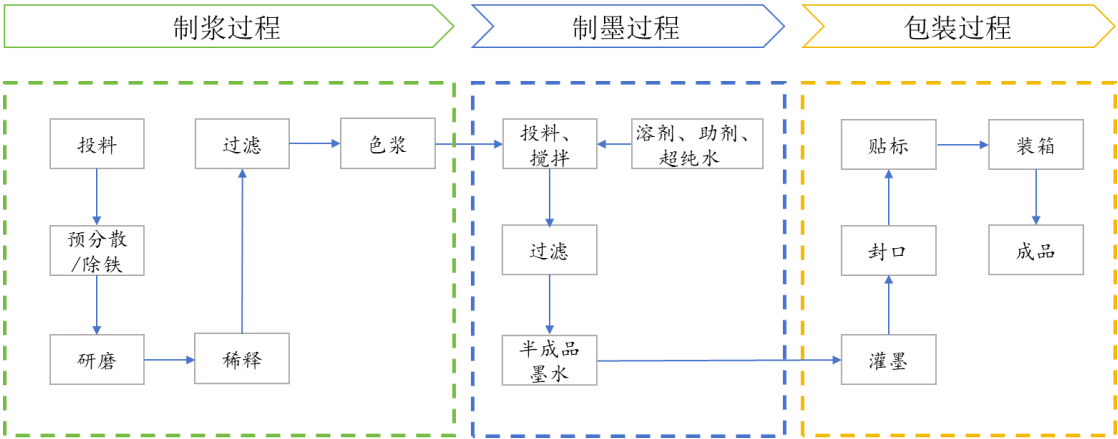 制浆过程
制墨过程
包装过程
投料
预分散
/除铁
研磨
稀释
过滤
色浆
投料、
搅拌
溶剂、助剂、
超纯水
过滤
半成品
墨水
灌墨
封口
贴标
装箱
成品